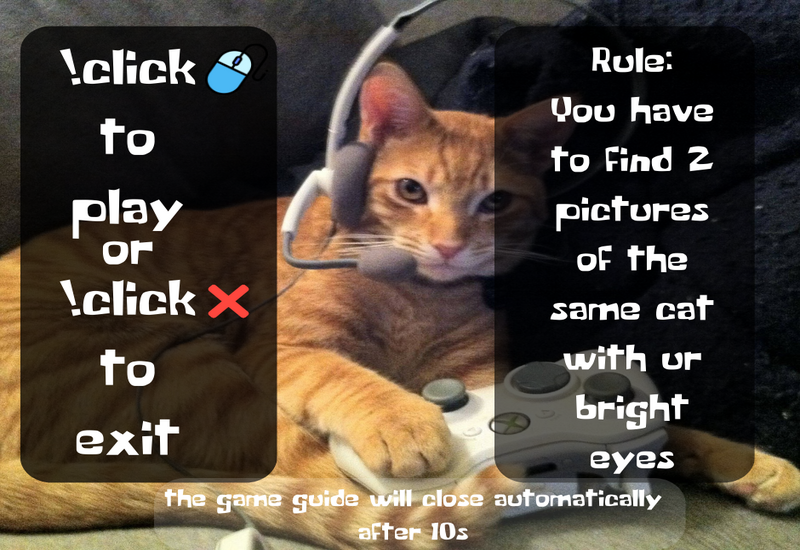 !click
to
play
or
!click
to
exit
Rule:
You have
to find 2
pictures
of the
same cat
with ur
bright
eyes
the game guide will close automatically
after 10s